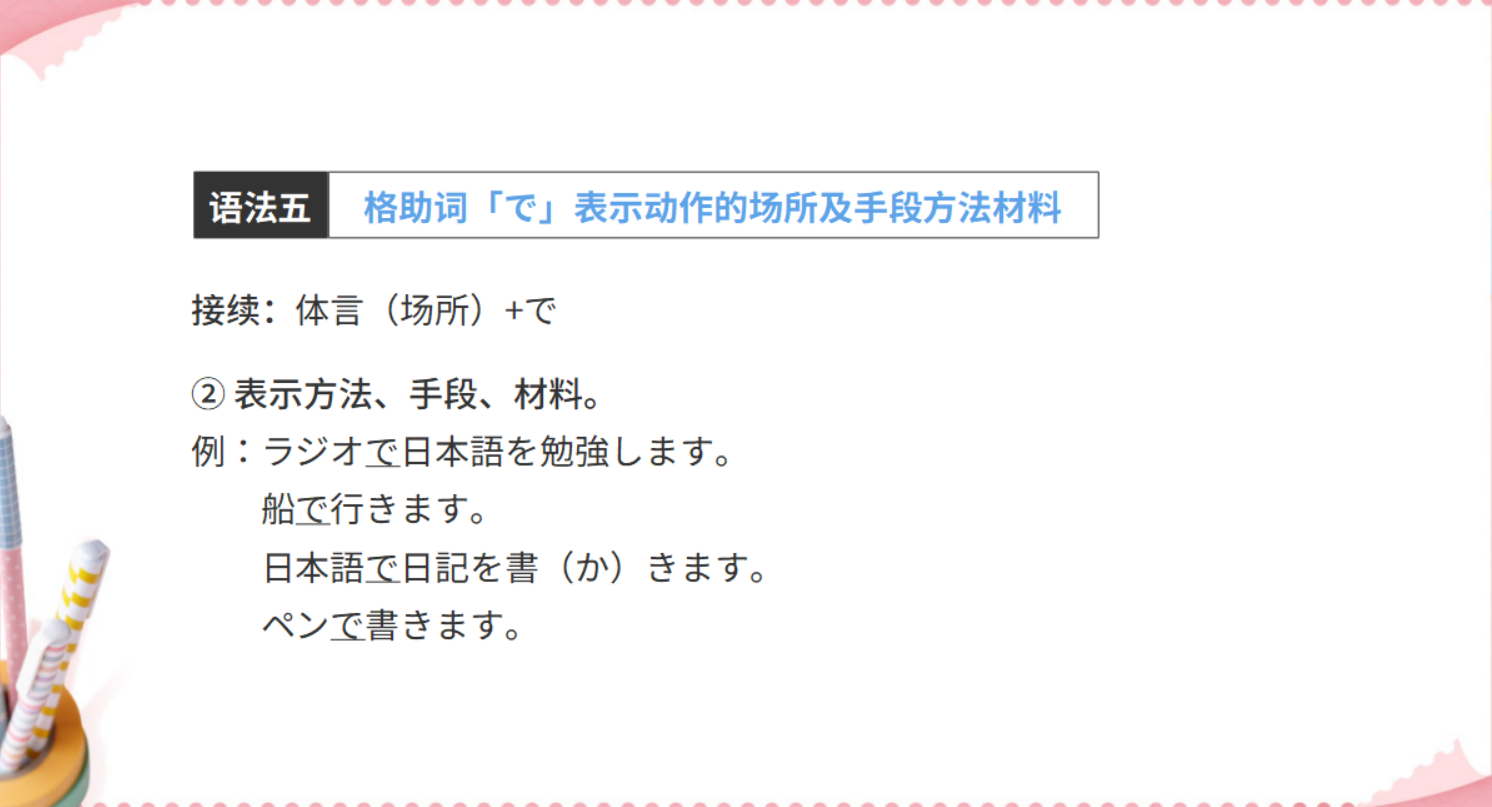 语法五 格助词「で」表示动作的场所及手段方法材料
接续：体言（场所）+で
② 表示方法、手段、材料。
例：ラジオで日本語を勉強します。
船で行きます。
日本語で日記を書（か）きます。
ペンで書きます。